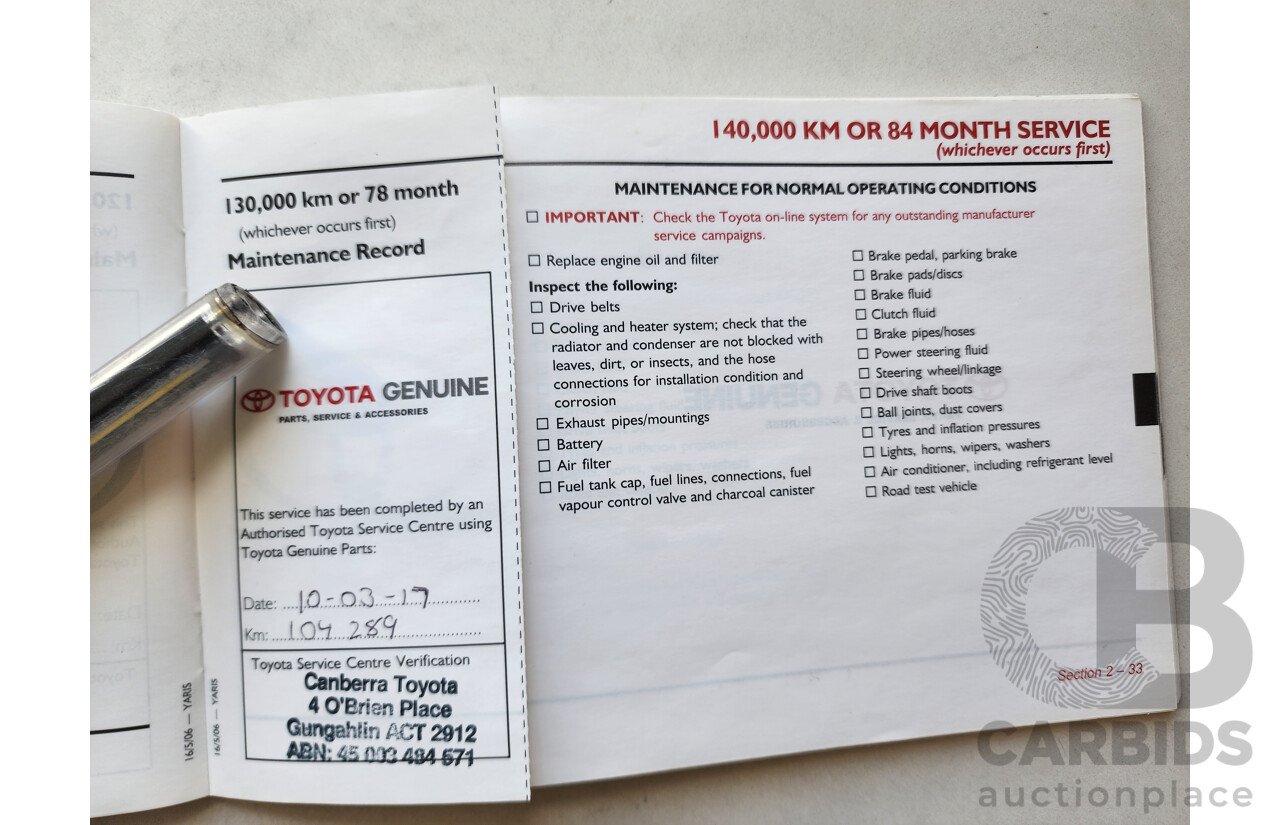 130,000 km or 78 month
(whichever occurs first)
Maintenance Record
TOYOTA GENUINE
PARTS, SERVICE & ACCESSORIES
This service has been completed by an
Authorised Toyota Service Centre using
Toyota Genuine Parts:
Date: 10-03-17
Km: 104 289
Toyota Service Centre Verification
Canberra Toyota
4 O'Brien Place
Gungahlin ACT 2912
ABN: 45 003 484 571
16/5/06 — YARIS
16/5/06 — YARIS
140,000 KM OR 84 MONTH SERVICE
(whichever occurs first)
MAINTENANCE FOR NORMAL OPERATING CONDITIONS
IMPORTANT: Check the Toyota on-line system for any outstanding manufacturer
service campaigns.
Replace engine oil and filter
Inspect the following:
Drive belts
Cooling and heater system; check that the
radiator and condenser are not blocked with
leaves, dirt, or insects, and the hose
connections for installation condition and
corrosion
Exhaust pipes/mountings
Battery
Air filter
Fuel tank cap, fuel lines, connections, fuel
vapour control valve and charcoal canister
Brake pedal, parking brake
Brake pads/discs
Brake fluid
Clutch fluid
Brake pipes/hoses
Power steering fluid
Steering wheel/linkage
Drive shaft boots
Ball joints, dust covers
Tyres and inflation pressures
Lights, horns, wipers, washers
Air conditioner, including refrigerant level
Road test vehicle
Section 2 – 33
CB
CARBIDS
auctionplace